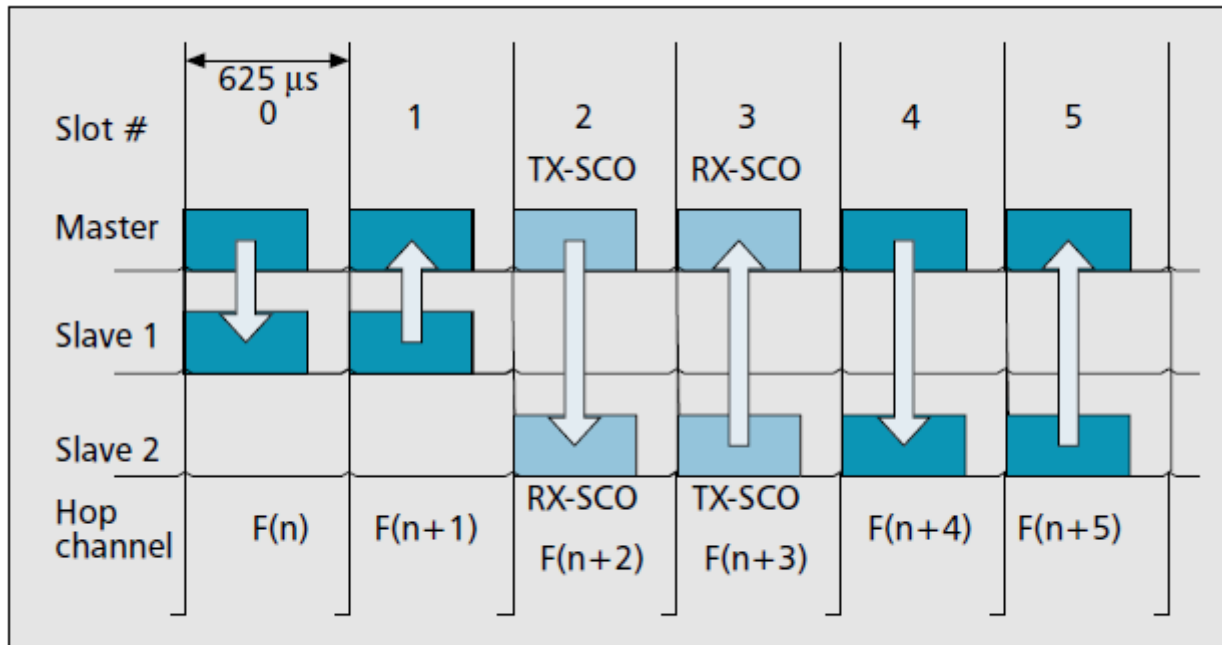 625 µs
Slot # 0 1 2 3 4 5
TX-SCO RX-SCO
Master
Slave 1
Slave 2
RX-SCO TX-SCO
Hop
channel
F(n) F(n+1) F(n+2) F(n+3) F(n+4) F(n+5)